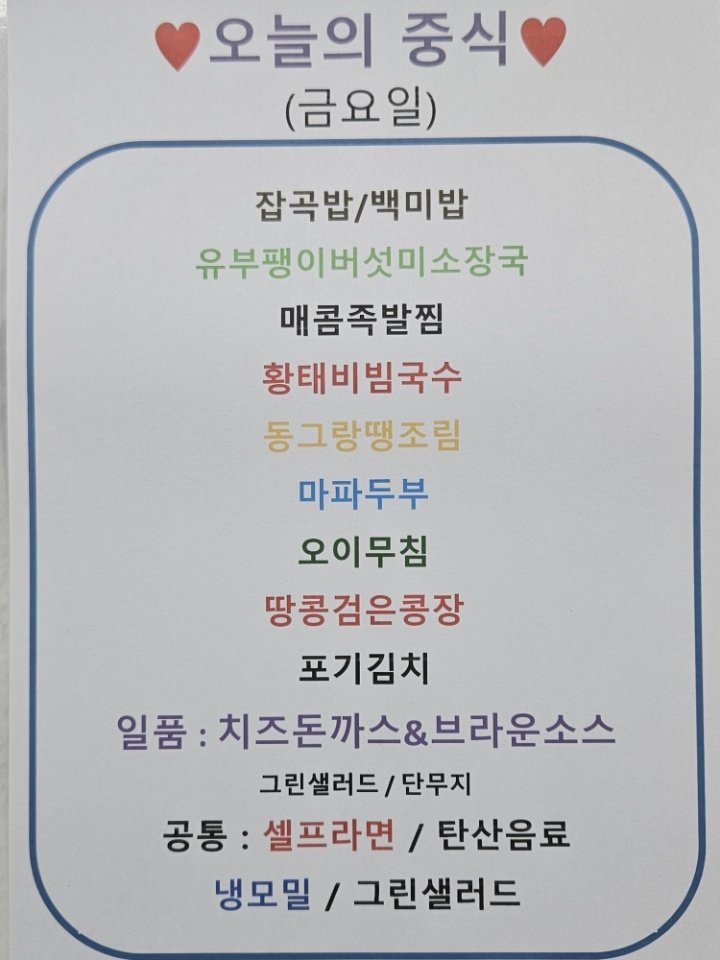 ♥오늘의 중식♥
(금요일)
잡곡밥/백미밥
유부팽이버섯미소장국
매콤족발찜
황태비빔국수
동그랑땡조림
마파두부
오이무침
땅콩검은콩장
포기김치
일품 : 치즈돈까스&브라운소스
그린샐러드 / 단무지
공통 : 셀프라면 / 탄산음료
냉모밀 / 그린샐러드